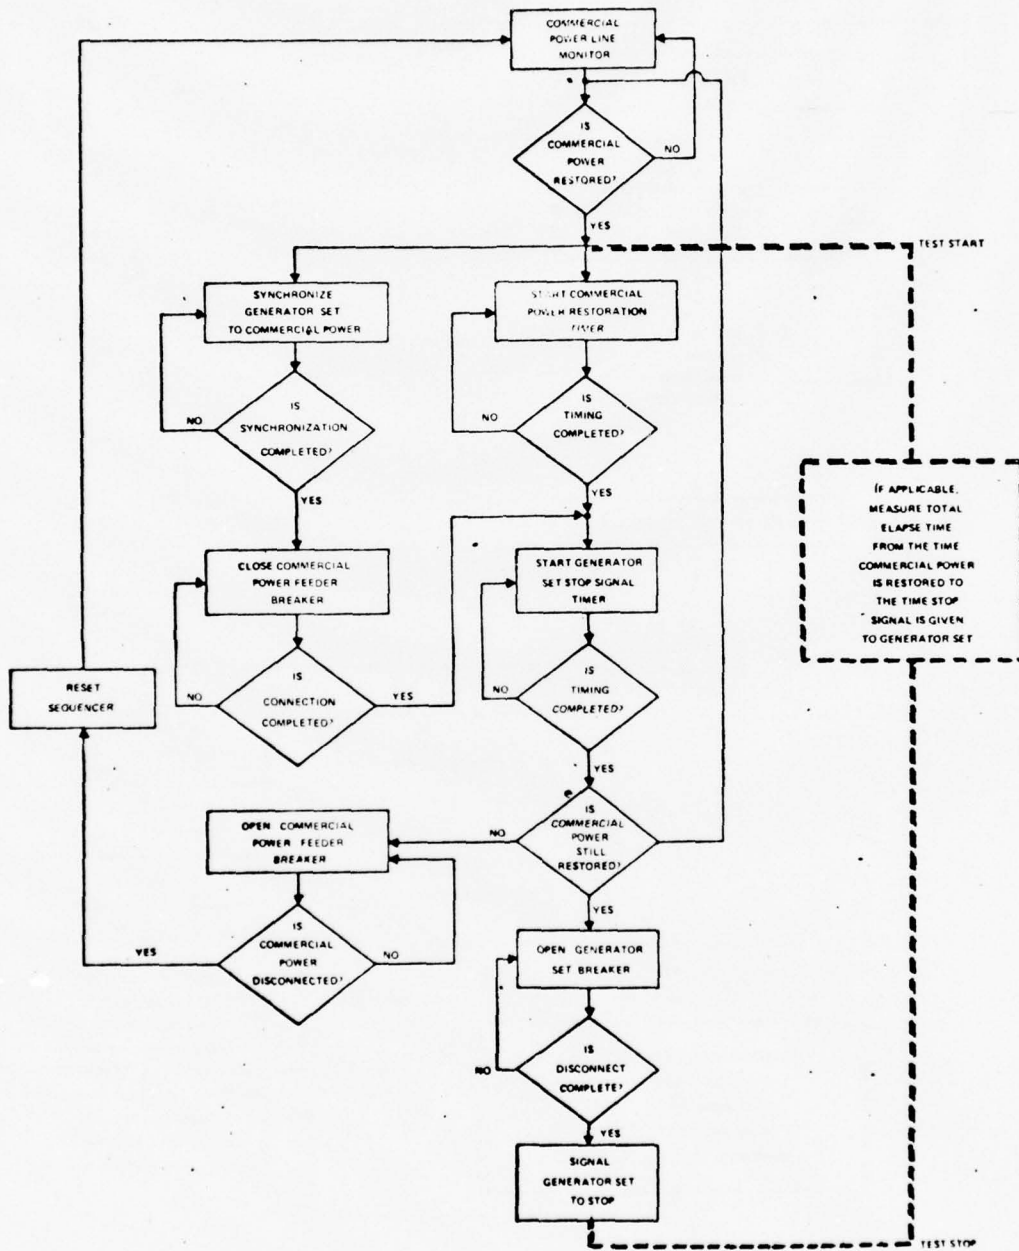 COMMERCIAL
POWER LINE
MONITOR
IS
COMMERCIAL
POWER
RESTORED?
NO
YES
TEST START
SYNCHRONIZE
GENERATOR SET
TO COMMERCIAL POWER
START COMMERCIAL
POWER RESTORATION
TIMER
IS
SYNCHRONIZATION
COMPLETED?
NO
YES
IS
TIMING
COMPLETED?
NO
YES
IF APPLICABLE,
MEASURE TOTAL
ELAPSE TIME
FROM THE TIME
COMMERCIAL POWER
IS RESTORED TO
THE TIME STOP
SIGNAL IS GIVEN
TO GENERATOR SET
CLOSE COMMERCIAL
POWER FEEDER
BREAKER
START GENERATOR
SET STOP SIGNAL
TIMER
IS
CONNECTION
COMPLETED?
NO
YES
IS
TIMING
COMPLETED?
NO
YES
RESET
SEQUENCER
OPEN COMMERCIAL
POWER FEEDER
BREAKER
NO
IS
COMMERCIAL
POWER
STILL
RESTORED?
YES
IS
COMMERCIAL
POWER
DISCONNECTED?
YES
NO
OPEN GENERATOR
SET BREAKER
IS
DISCONNECT
COMPLETE?
NO
YES
SIGNAL
GENERATOR SET
TO STOP
TEST STOP